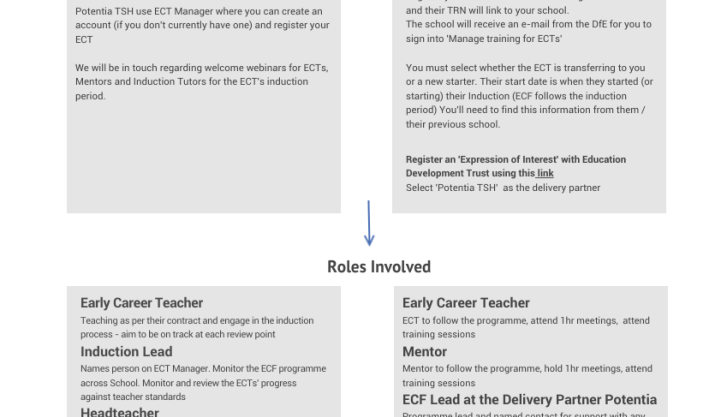 Potentia TSH use ECT Manager where you can create an
account (if you don't currently have one) and register your
ECT
We will be in touch regarding welcome webinars for ECTs,
Mentors and Induction Tutors for the ECT's induction
period.
and their TRN will link to your school.
The school will receive an e-mail from the DfE for you to
sign into 'Manage training for ECTs'
You must select whether the ECT is transferring to you
or a new starter. Their start date is when they started (or
starting) their Induction (ECF follows the induction
period) You'll need to find this information from them /
their previous school.
Register an 'Expression of Interest' with Education
Development Trust using this link
Select 'Potentia TSH' as the delivery partner
Roles Involved
Early Career Teacher
Teaching as per their contract and engage in the induction
process - aim to be on track at each review point
Induction Lead
Names person on ECT Manager. Monitor the ECF programme
across School. Monitor and review the ECTs' progress
against teacher standards
Headteacher
Early Career Teacher
ECT to follow the programme, attend 1hr meetings, attend
training sessions
Mentor
Mentor to follow the programme, hold 1hr meetings, attend
training sessions
ECF Lead at the Delivery Partner Potentia
Programme lead and named contact for support with any